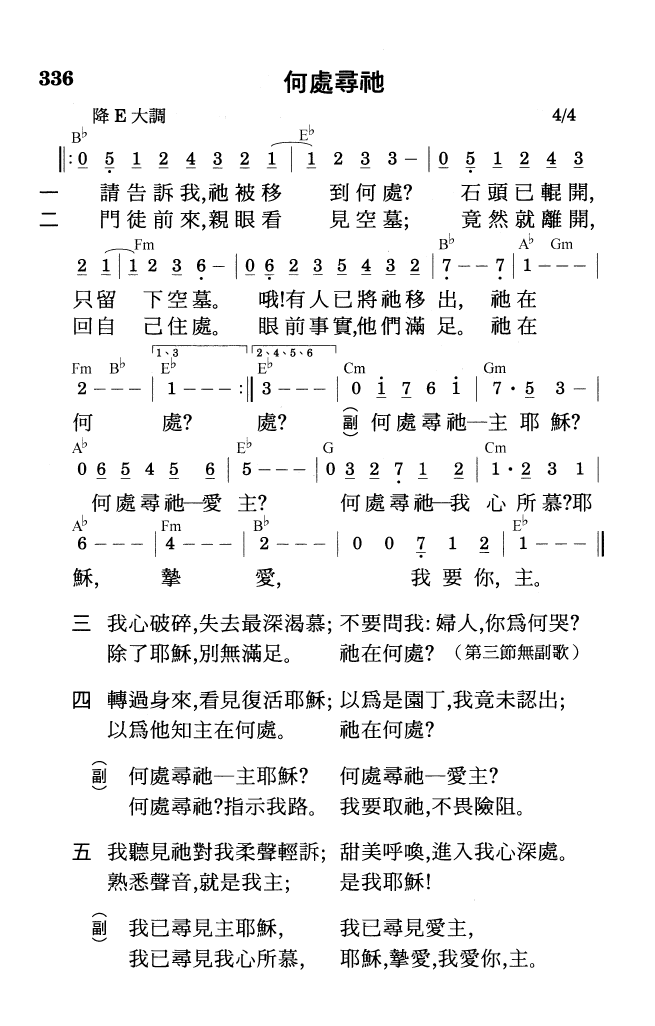 336 何處尋祂
降 E 大調 4/4
B♭ E♭
‖: 0 5 1 2 4 3 2 1 | 1 2 3 3 – | 0 5 1 2 4 3
一 請告訴我,祂被移 到何處? 石頭已輥開,
二 門徒前來,親眼看 見空墓; 竟然就離開,
Fm B♭ A♭ Gm
2 1 | 1 2 3 6 – | 0 6 2 3 5 4 3 2 | 7 – – 7 | 1 – – – |
只留 下空墓。 哦!有人已將祂移 出, 祂在
回自 己住處。 眼前事實,他們滿 足。 祂在
1、3 2、4、5、6
Fm B♭ E♭ E♭ Cm Gm
2 – – – | 1 – – – :‖ 3 – – – | 0 1 7 6 1 | 7 · 5 3 – |
何 處? 處? (副) 何處尋祂—主 耶 穌?
A♭ E♭ G Cm
0 6 5 4 5 6 | 5 – – – | 0 3 2 7 1 2 | 1 · 2 3 1 |
何處尋祂—愛 主? 何處尋祂—我 心 所 慕?耶
A♭ Fm B♭ E♭
6 – – – | 4 – – – | 2 – – – | 0 0 7 1 2 | 1 – – – ‖
穌, 摯 愛, 我 要 你, 主。
三 我心破碎,失去最深渴慕; 不要問我: 婦人,你爲何哭?
除了耶穌,別無滿足。 祂在何處? (第三節無副歌)
四 轉過身來,看見復活耶穌; 以爲是園丁,我竟未認出;
以爲他知主在何處。 祂在何處?
(副) 何處尋祂—主耶穌? 何處尋祂—愛主?
何處尋祂?指示我路。 我要取祂,不畏險阻。
五 我聽見祂對我柔聲輕訴; 甜美呼喚,進入我心深處。
熟悉聲音,就是我主; 是我耶穌!
(副) 我已尋見主耶穌, 我已尋見愛主,
我已尋見我心所慕, 耶穌,摯愛,我愛你,主。